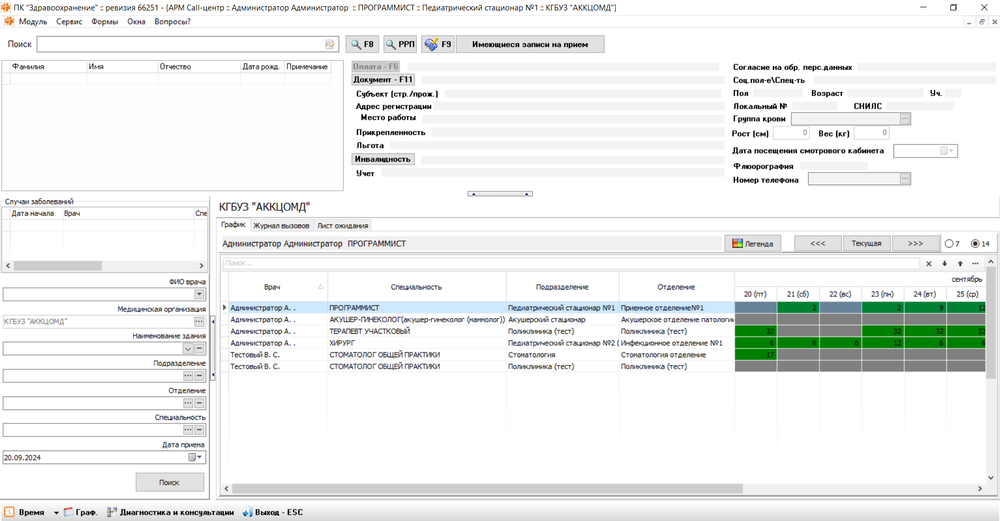 ПК "Здравоохранение" :: ревизия 66251 - [АРМ Call-центр :: Администратор Администратор :: ПРОГРАММИСТ :: Педиатрический стационар №1 :: КГБУЗ "АККЦОМД"]
Модуль Сервис Формы Окна Вопросы?
Поиск F8 РРП F9 Имеющиеся записи на прием
Фамилия Имя Отчество Дата рожд. Примечание
Оплата - F6
Документ - F11
Субъект (стр./прож.)
Адрес регистрации
Место работы
Прикрепленность
Льгота
Инвалидность
Учет
Согласие на обр. перс.данных
Соц.пол-е\Спец-ть
Пол Возраст Уч.
Локальный № СНИЛС
Группа крови ...
Рост (см) 0 Вес (кг) 0
Дата посещения смотрового кабинета
Флюорография
Номер телефона ...
Случаи заболеваний
Дата начала Врач Спе
ФИО врача
Медицинская организация
КГБУЗ "АККЦОМД" ...
Наименование здания
Подразделение
...
Отделение
...
Специальность
...
Дата приема
20.09.2024
Поиск
КГБУЗ "АККЦОМД"
График Журнал вызовов Лист ожидания
Администратор Администратор ПРОГРАММИСТ Легенда <<< Текущая >>> 7 14
Поиск... ...
сентябрь
Врач Специальность Подразделение Отделение 20 (пт) 21 (сб) 22 (вс) 23 (пн) 24 (вт) 25 (ср)
Администратор А. . ПРОГРАММИСТ Педиатрический стационар №1 Приемное отделение№1 2 2 9 12
Администратор А. . АКУШЕР-ГИНЕКОЛОГ(акушер-гинеколог (маммолог)) Акушерский стационар Акушерское отделение патологии
Администратор А. . ТЕРАПЕВТ УЧАСТКОВЫЙ Поликлиника (тест) Поликлиника (тест) 32 32 32 32
Администратор А. . ХИРУРГ Педиатрический стационар №2 ( Инфекционное отделение №1 6 6 6 12 6 6
Тестовый В. С. СТОМАТОЛОГ ОБЩЕЙ ПРАКТИКИ Стоматология Стоматология отделение 17
Тестовый В. С. СТОМАТОЛОГ ОБЩЕЙ ПРАКТИКИ Поликлиника (тест) Поликлиника (тест)
Время Граф. Диагностика и консультации Выход - ESC